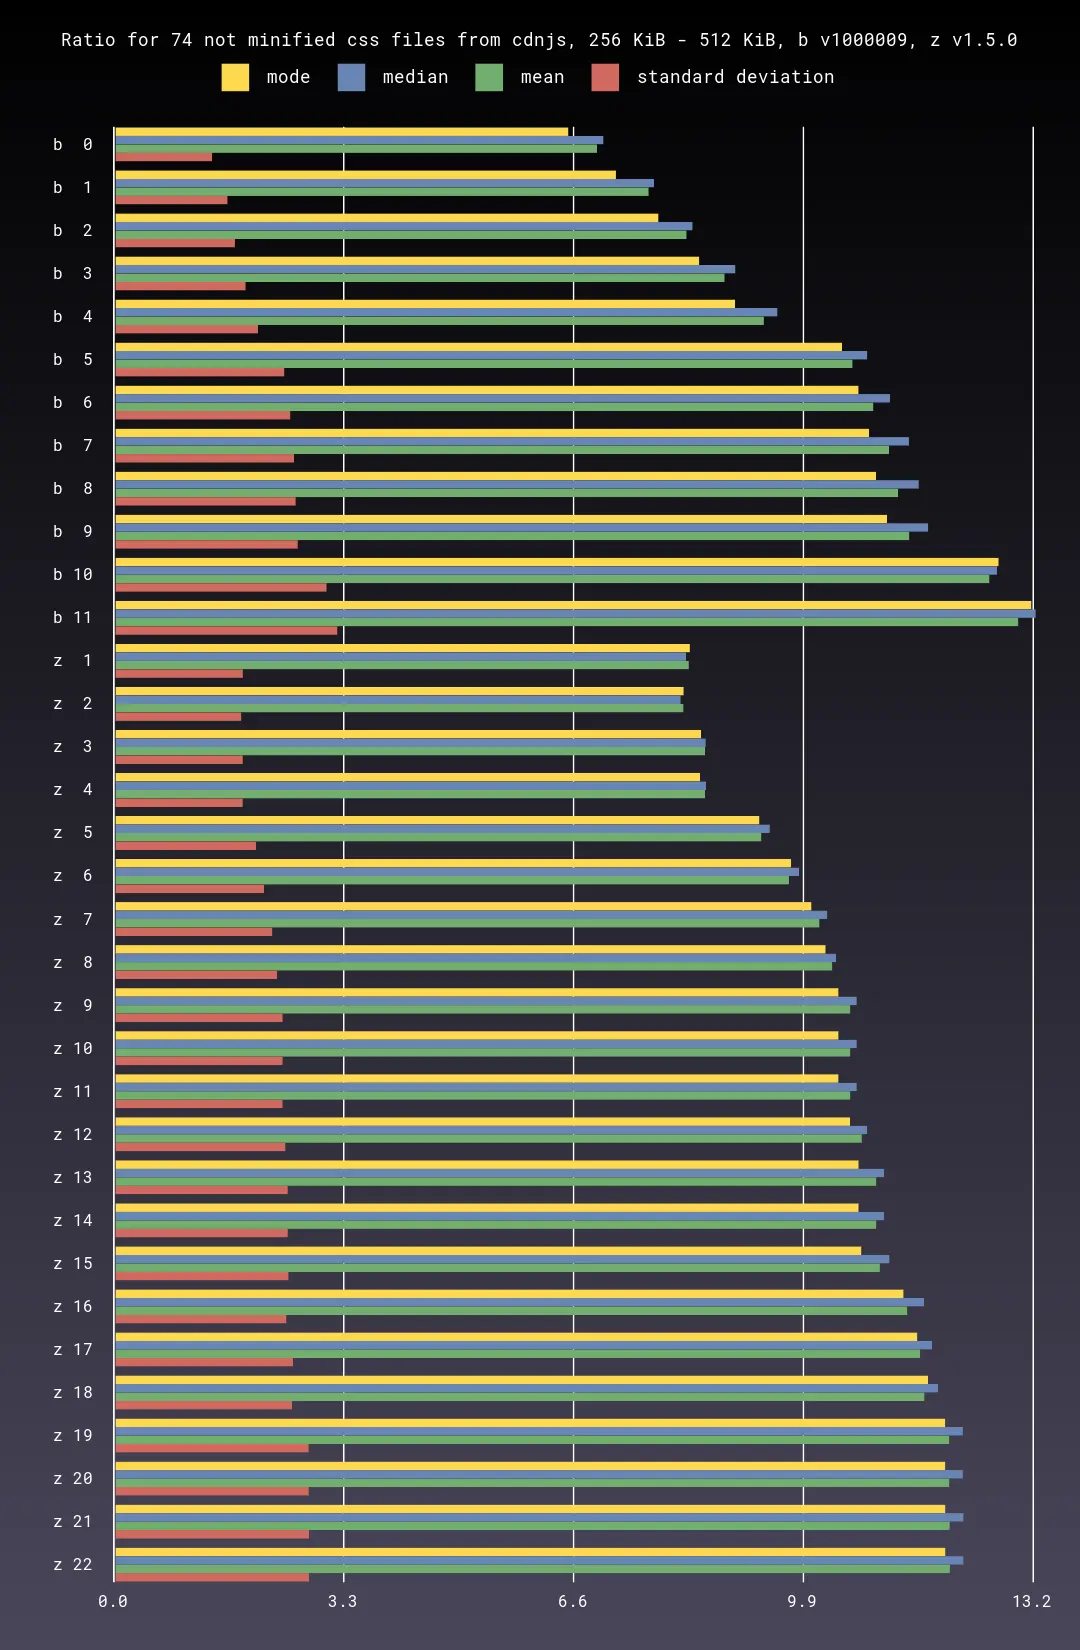 Ratio for 74 not minified css files from cdnjs, 256 KiB - 512 KiB, b v1000009, z v1.5.0
mode median mean standard deviation
b 0
b 1
b 2
b 3
b 4
b 5
b 6
b 7
b 8
b 9
b 10
b 11
z 1
z 2
z 3
z 4
z 5
z 6
z 7
z 8
z 9
z 10
z 11
z 12
z 13
z 14
z 15
z 16
z 17
z 18
z 19
z 20
z 21
z 22
0.0 3.3 6.6 9.9 13.2